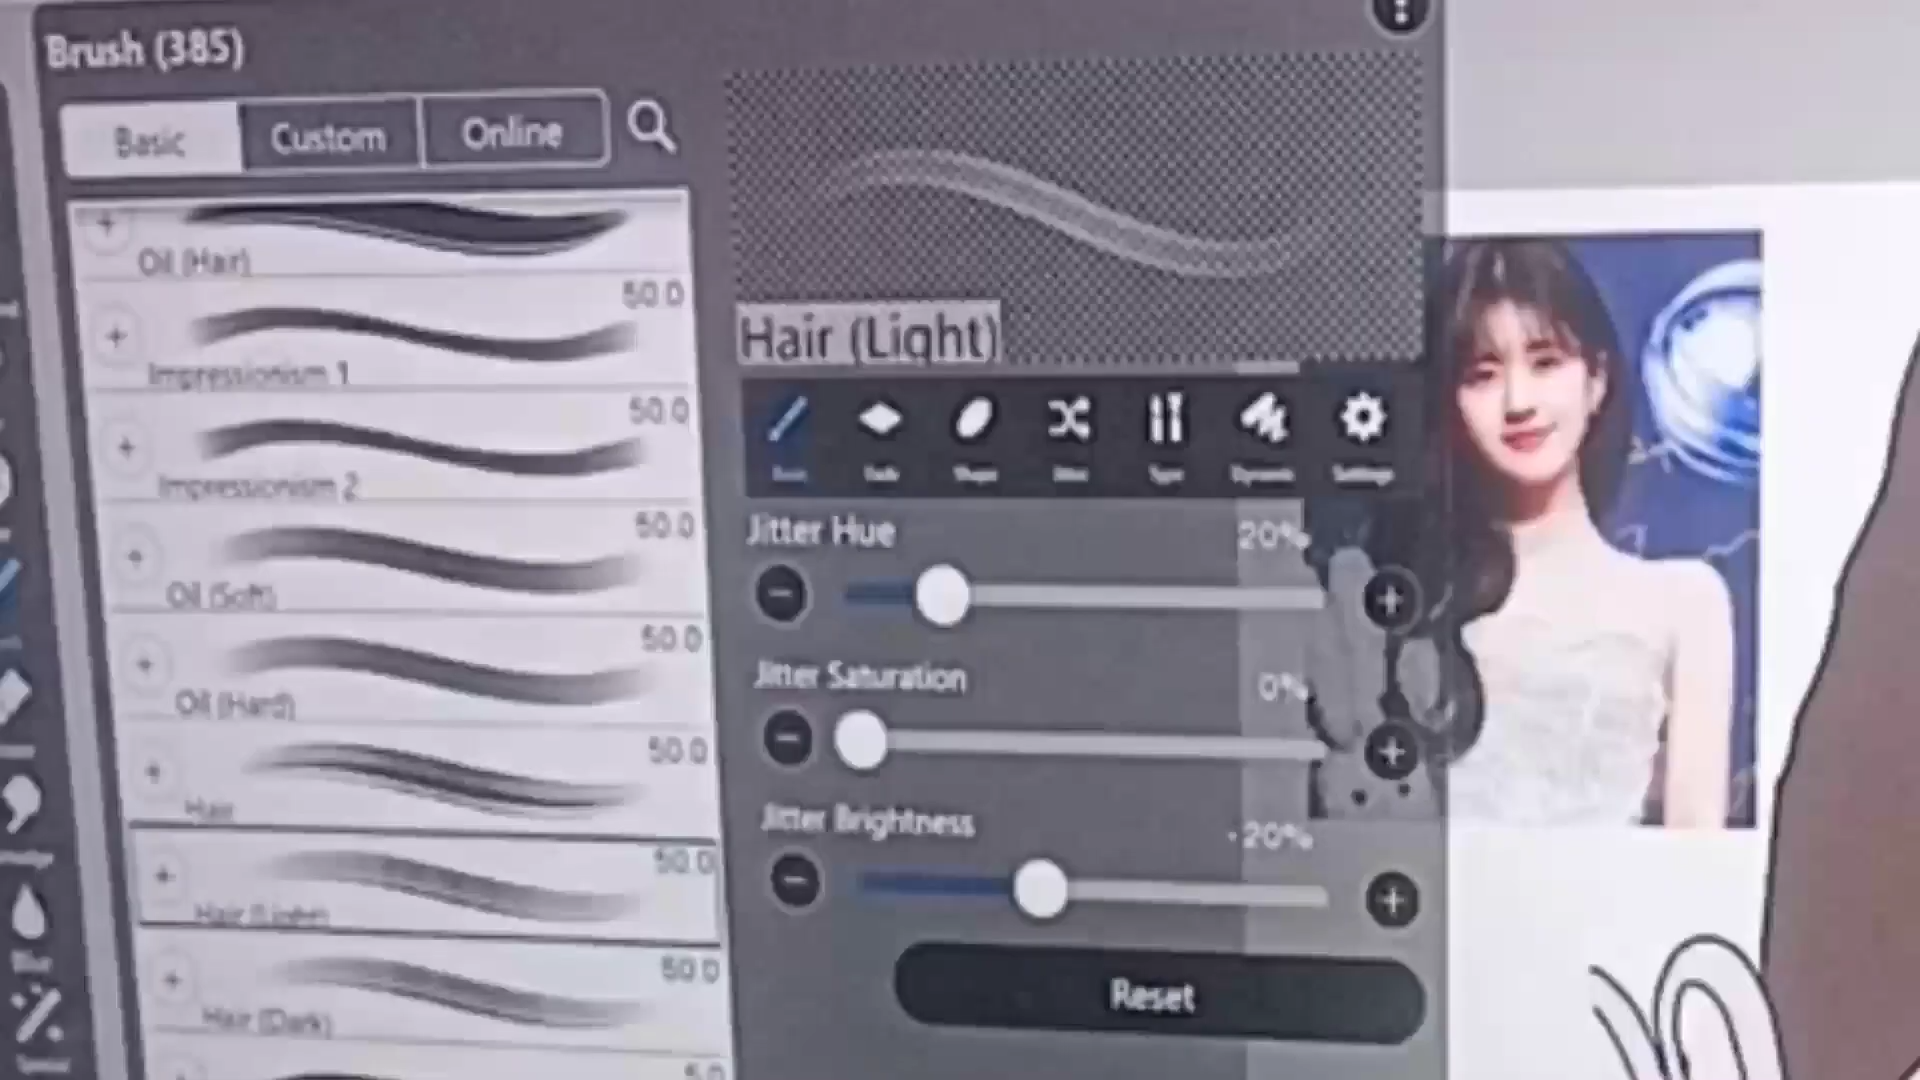 Brush (385)
Basic
Custom
Online
Oil (Hair)
50.0
Impressionism 1
50.0
Impressionism 2
50.0
Oil (Soft)
50.0
Oil (Hard)
50.0
Hair
50.0
Hair (Light)
50.0
Hair (Dark)
Hair (Light)
Settings
Jitter Hue
20%
Jitter Saturation
0%
Jitter Brightness
-20%
Reset